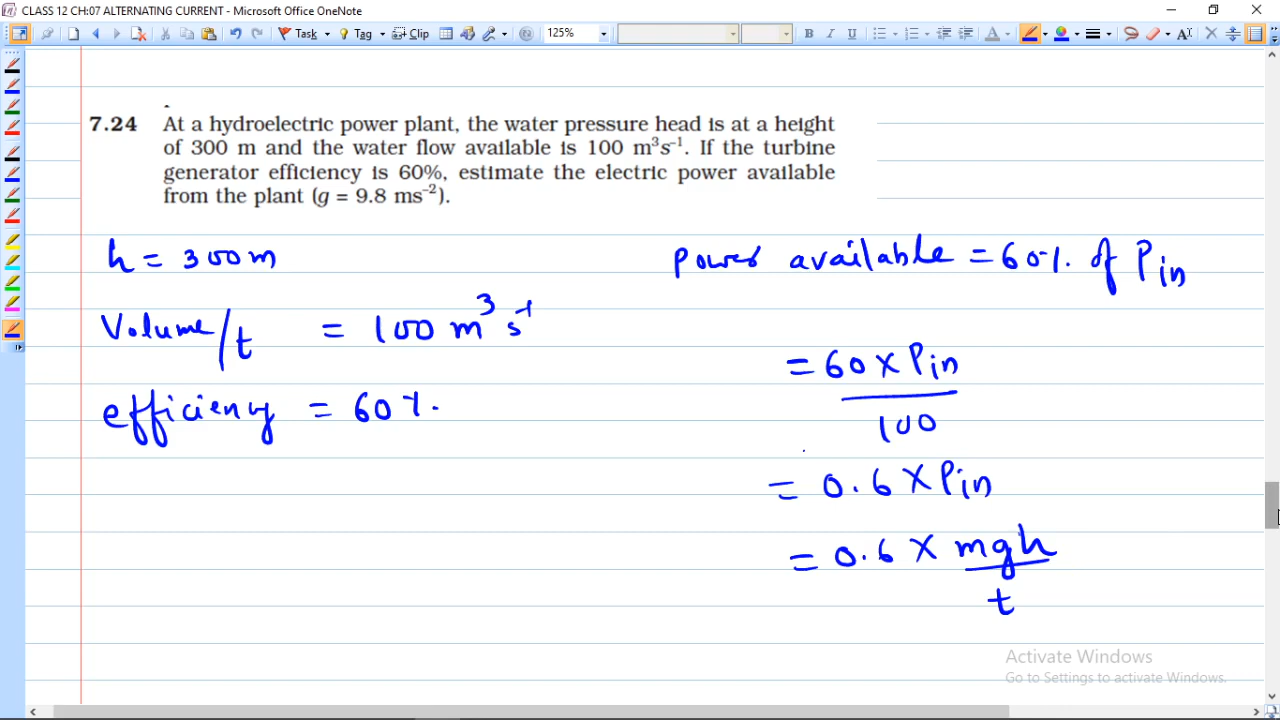 CLASS 12 CH:07 ALTERNATING CURRENT - Microsoft Office OneNote
Task Tag Clip 125% B I U
7.24 At a hydroelectric power plant, the water pressure head is at a height
of 300 m and the water flow available is 100 m³s⁻¹. If the turbine
generator efficiency is 60%, estimate the electric power available
from the plant (g = 9.8 ms⁻²).
h = 300m
Volume/t = 100 m³ s⁻¹
efficiency = 60%.
Power available = 60%. of Pin
= 60 X Pin
100
= 0.6 X Pin
= 0.6 X mgh
t
Activate Windows
Go to Settings to activate Windows.